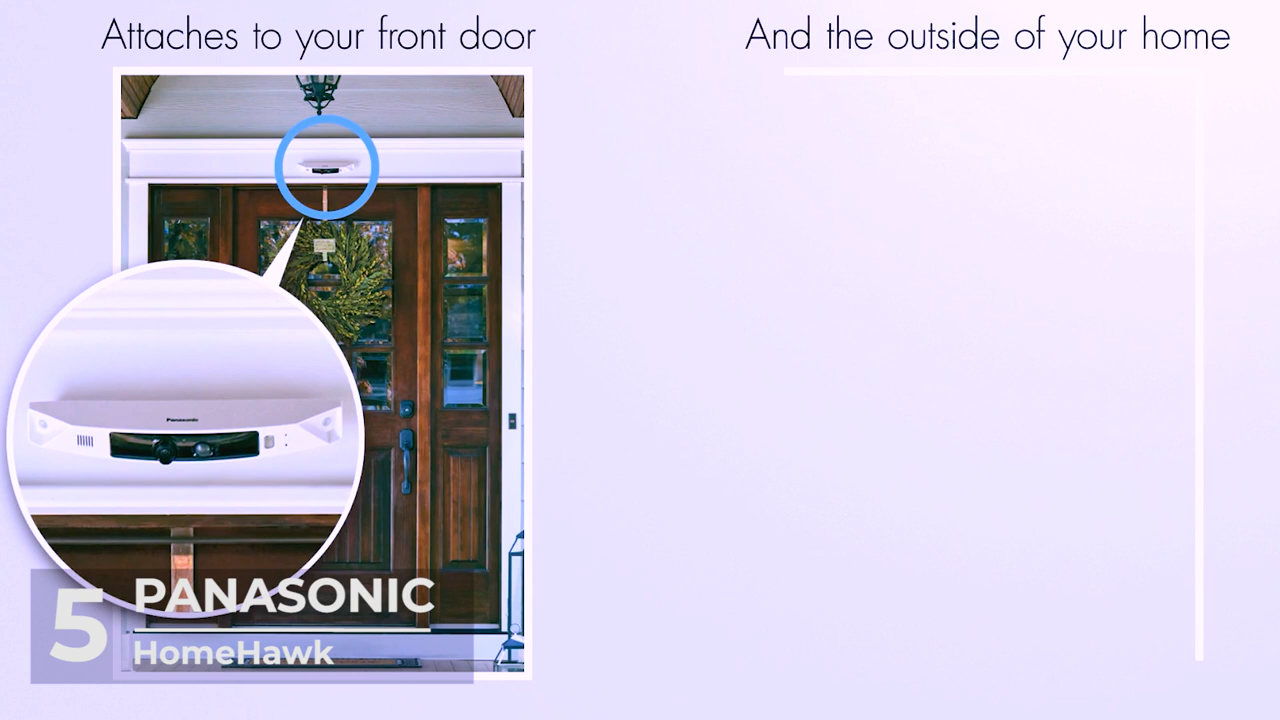 Attaches to your front door
And the outside of your home
Panasonic
5
PANASONIC
HomeHawk